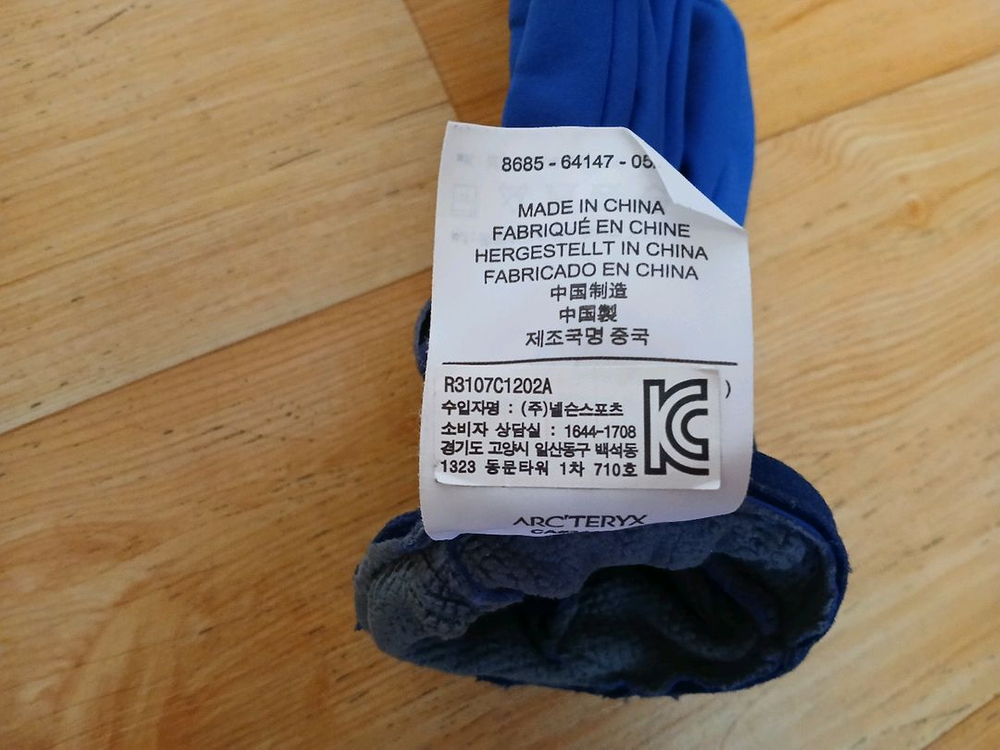 8685 - 64147 - 05
MADE IN CHINA
FABRIQUÉ EN CHINE
HERGESTELLT IN CHINA
FABRICADO EN CHINA
中国制造
中国製
제조국명 중국
)
R3107C1202A
수입자명 : (주)넬슨스포츠
소비자 상담실 : 1644-1708
경기도 고양시 일산동구 백석동
1323 동문타워 1차 710호
KC
ARC'TERYX